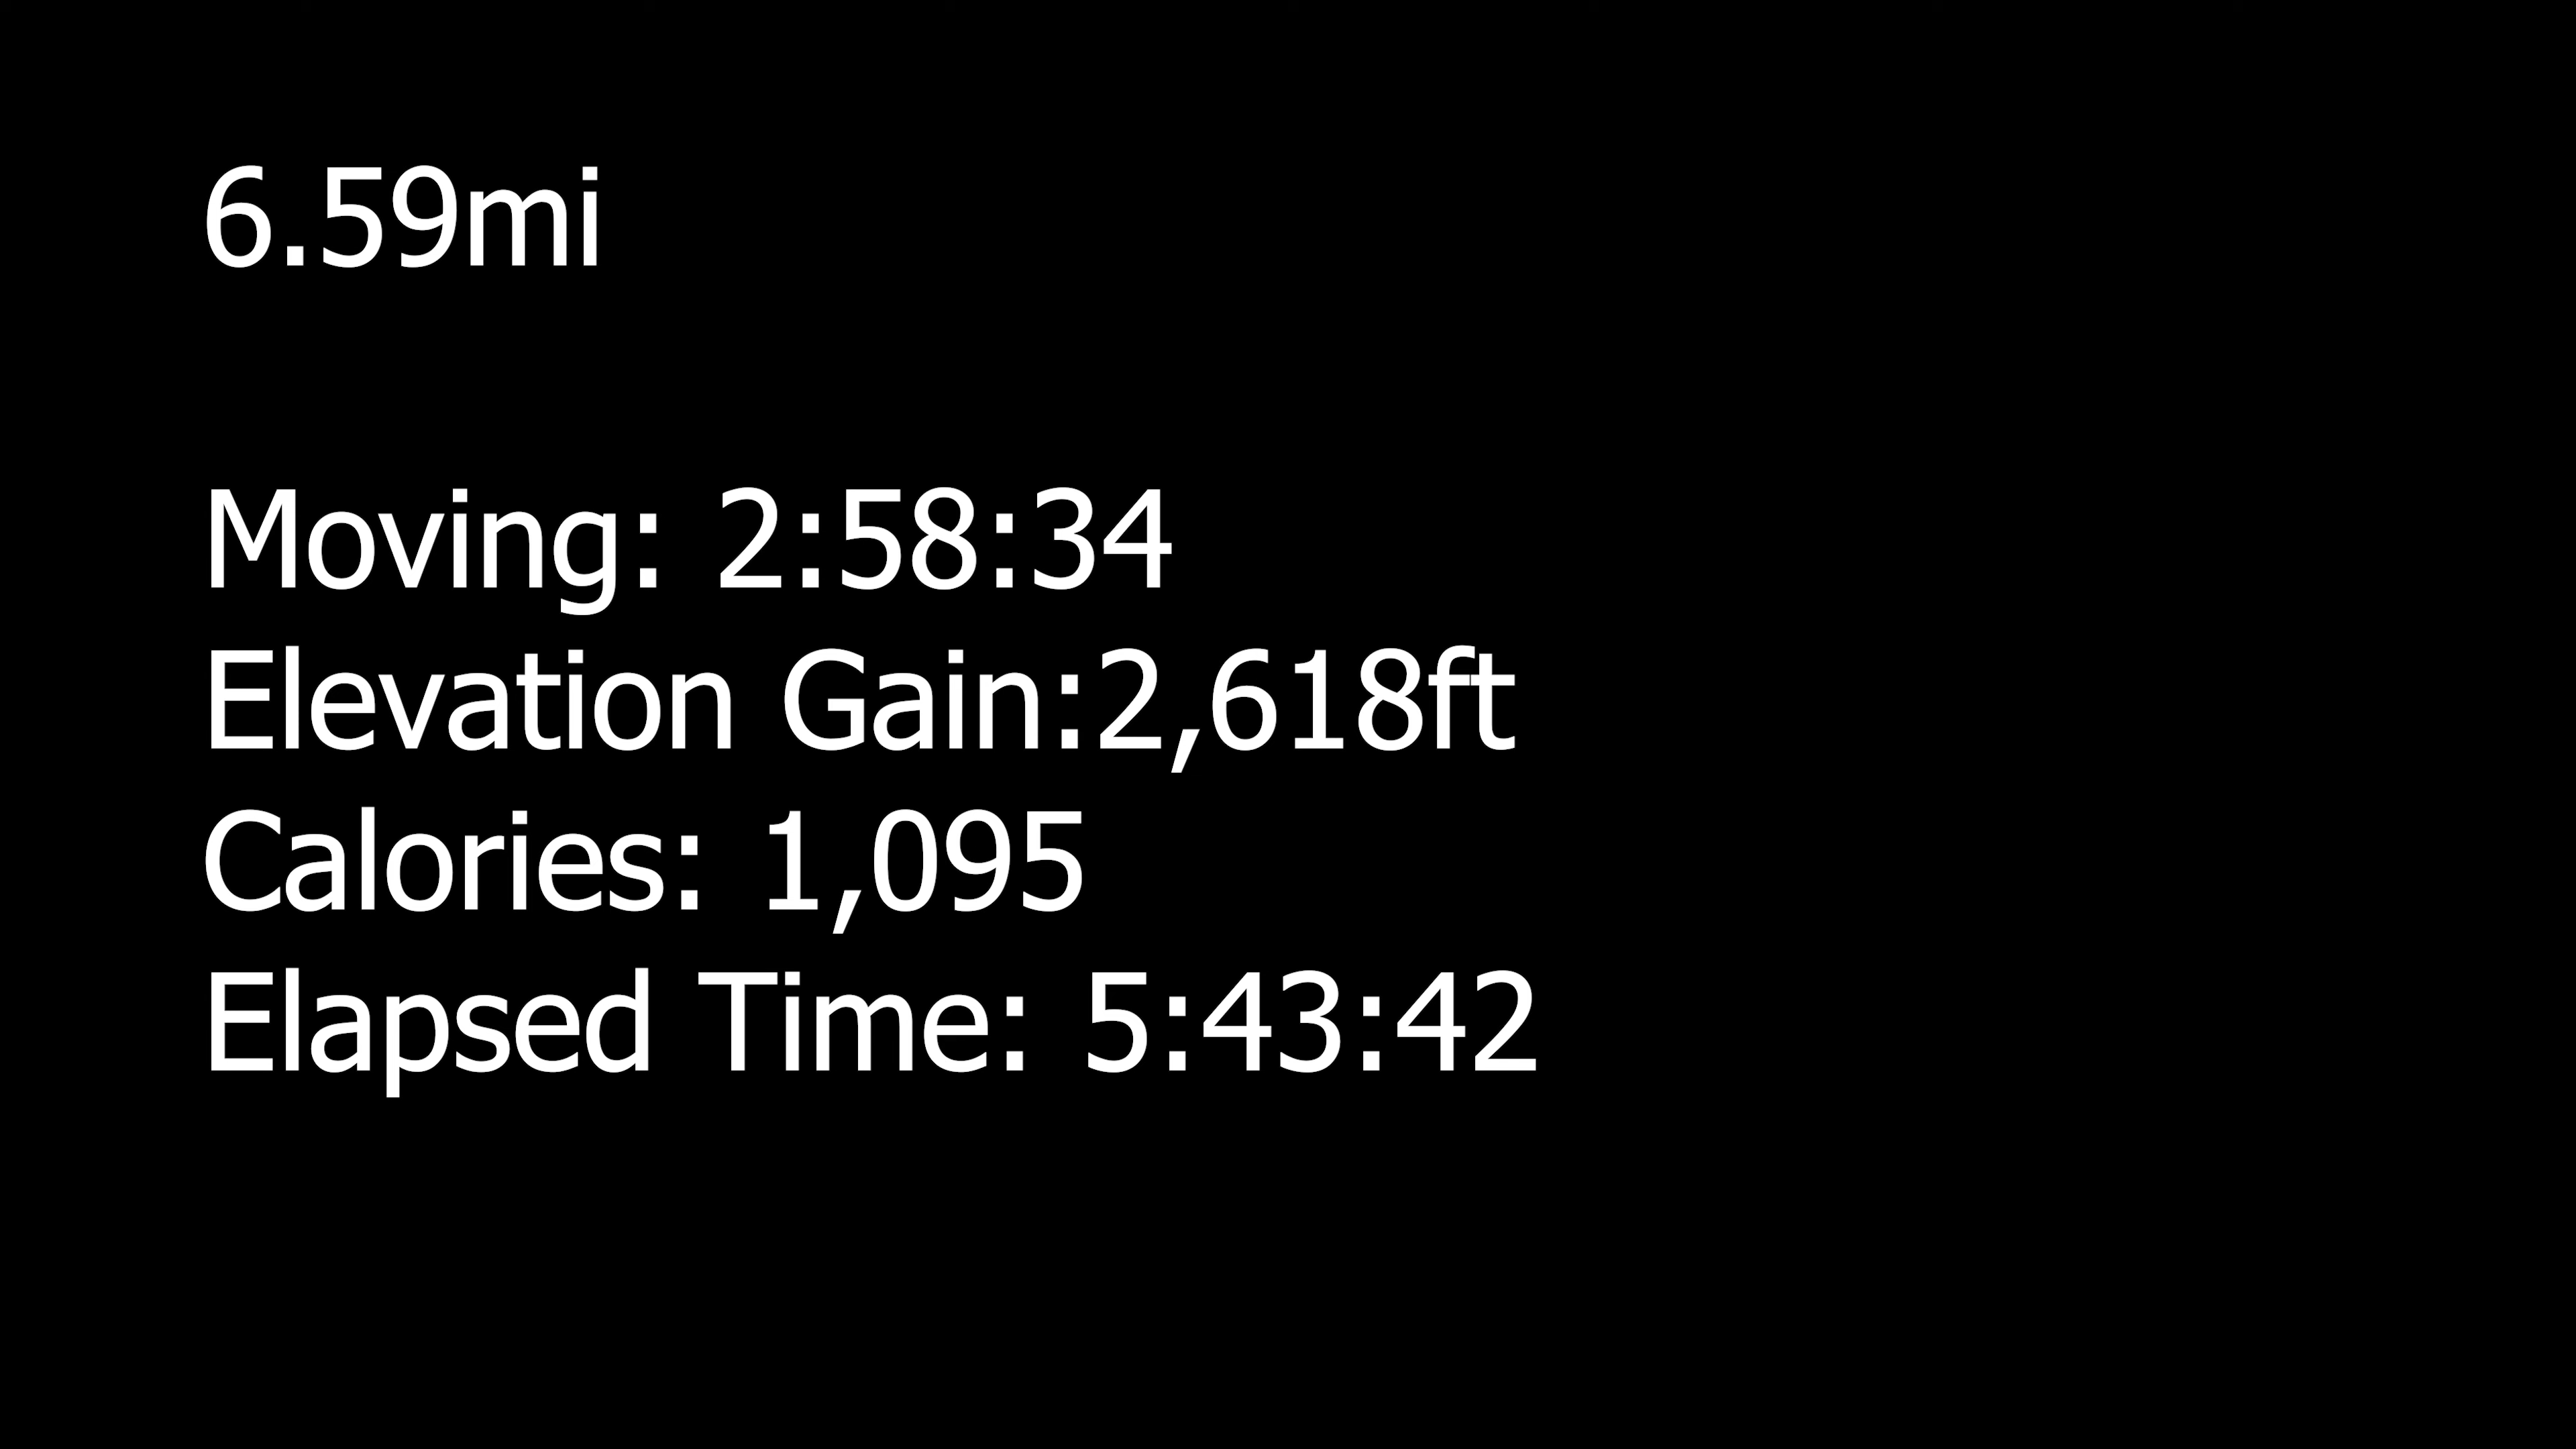 6.59mi
Moving: 2:58:34
Elevation Gain:2,618ft
Calories: 1,095
Elapsed Time: 5:43:42